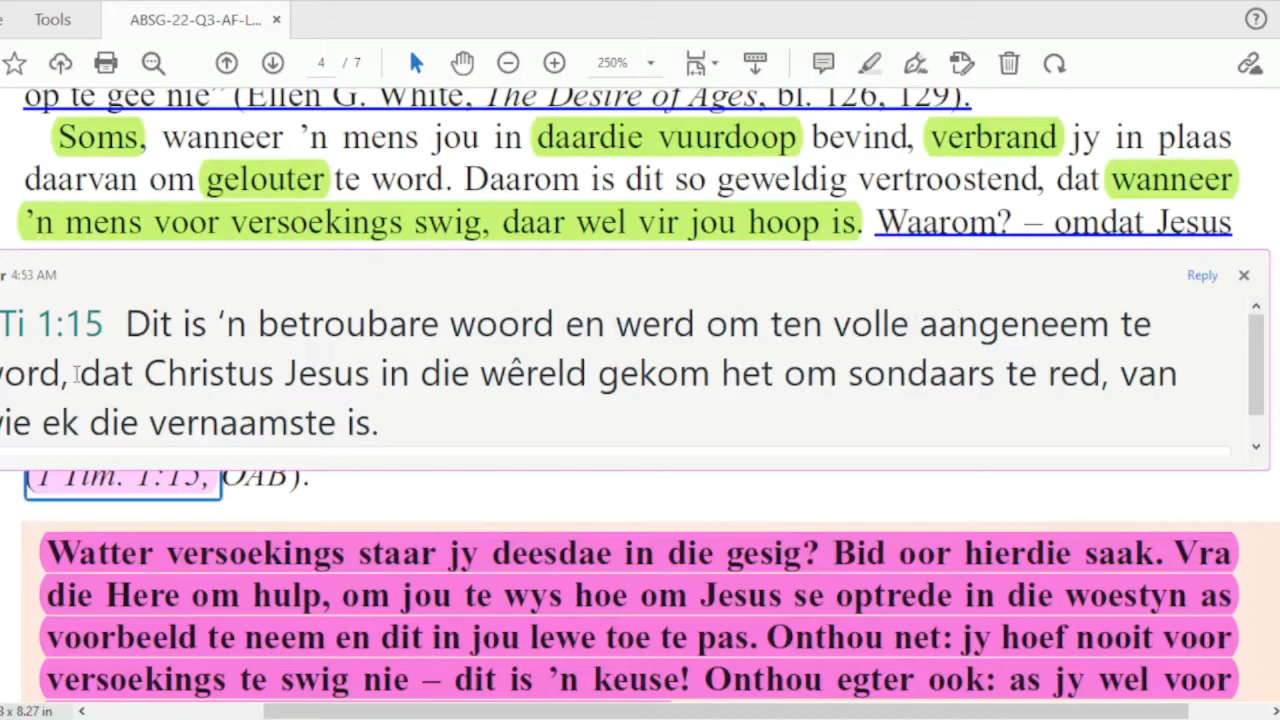 Tools ABSG-22-Q3-AF-L... ×
4 / 7 250%
op te gee nie” (Ellen G. White, The Desire of Ages, bl. 126, 129).
Soms, wanneer ’n mens jou in daardie vuurdoop bevind, verbrand jy in plaas
daarvan om gelouter te word. Daarom is dit so geweldig vertroostend, dat wanneer
’n mens voor versoekings swig, daar wel vir jou hoop is. Waarom? – omdat Jesus
r 4:53 AM Reply
Ti 1:15 Dit is ‘n betroubare woord en werd om ten volle aangeneem te
word, dat Christus Jesus in die wêreld gekom het om sondaars te red, van
wie ek die vernaamste is.
(1 Tim. 1:15, OAB).
Watter versoekings staar jy deesdae in die gesig? Bid oor hierdie saak. Vra
die Here om hulp, om jou te wys hoe om Jesus se optrede in die woestyn as
voorbeeld te neem en dit in jou lewe toe te pas. Onthou net: jy hoef nooit voor
versoekings te swig nie – dit is ’n keuse! Onthou egter ook: as jy wel voor
x 8.27 in